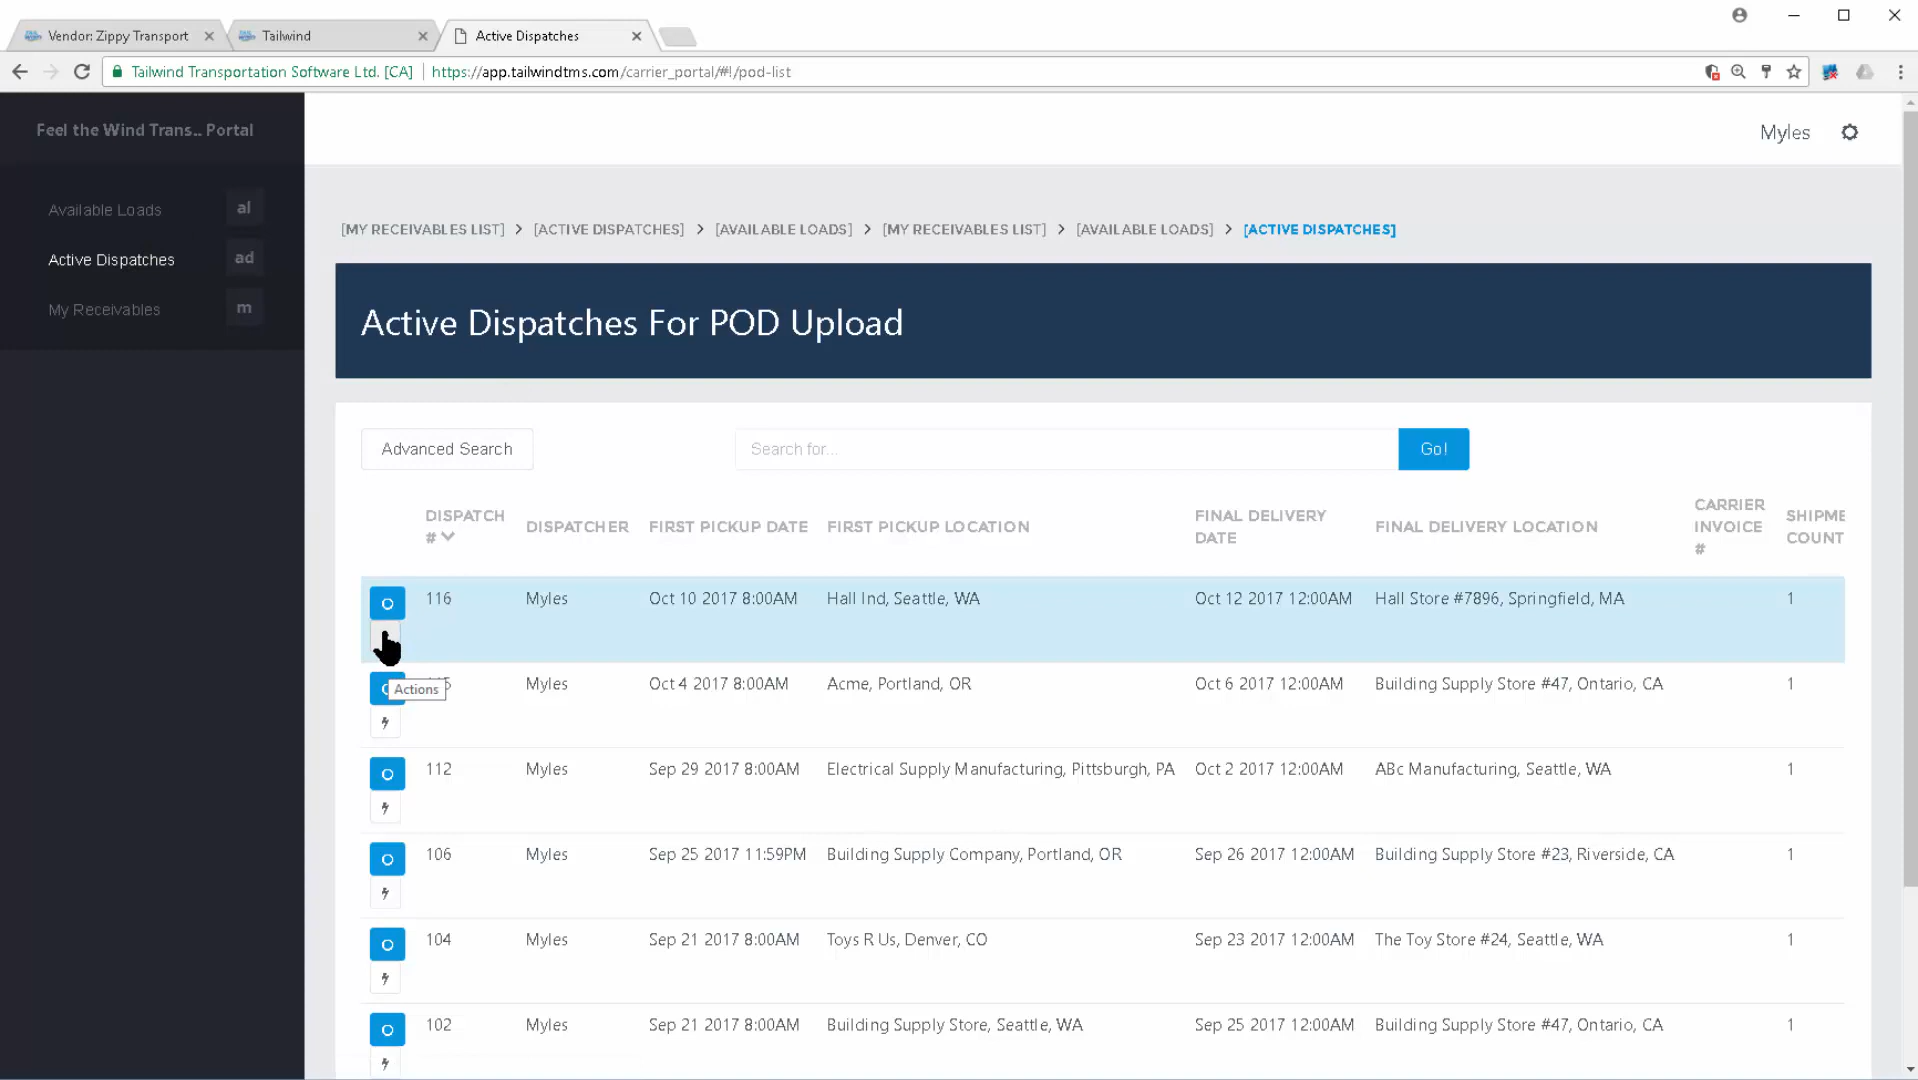 Vendor: Zippy Transport
Tailwind
Active Dispatches
Tailwind Transportation Software Ltd. [CA]
https://app.tailwindtms.com/carrier_portal/#!/pod-list
Feel the Wind Trans.. Portal
Myles
Available Loads al
Active Dispatches ad
My Receivables m
[MY RECEIVABLES LIST] > [ACTIVE DISPATCHES] > [AVAILABLE LOADS] > [MY RECEIVABLES LIST] > [AVAILABLE LOADS] > [ACTIVE DISPATCHES]
Active Dispatches For POD Upload
Advanced Search
Search for...
Go!
DISPATCH # DISPATCHER FIRST PICKUP DATE FIRST PICKUP LOCATION FINAL DELIVERY DATE FINAL DELIVERY LOCATION CARRIER INVOICE # SHIPME COUNT
116 Myles Oct 10 2017 8:00AM Hall Ind, Seattle, WA Oct 12 2017 12:00AM Hall Store #7896, Springfield, MA 1
Actions
5 Myles Oct 4 2017 8:00AM Acme, Portland, OR Oct 6 2017 12:00AM Building Supply Store #47, Ontario, CA 1
112 Myles Sep 29 2017 8:00AM Electrical Supply Manufacturing, Pittsburgh, PA Oct 2 2017 12:00AM ABc Manufacturing, Seattle, WA 1
106 Myles Sep 25 2017 11:59PM Building Supply Company, Portland, OR Sep 26 2017 12:00AM Building Supply Store #23, Riverside, CA 1
104 Myles Sep 21 2017 8:00AM Toys R Us, Denver, CO Sep 23 2017 12:00AM The Toy Store #24, Seattle, WA 1
102 Myles Sep 21 2017 8:00AM Building Supply Store, Seattle, WA Sep 25 2017 12:00AM Building Supply Store #47, Ontario, CA 1